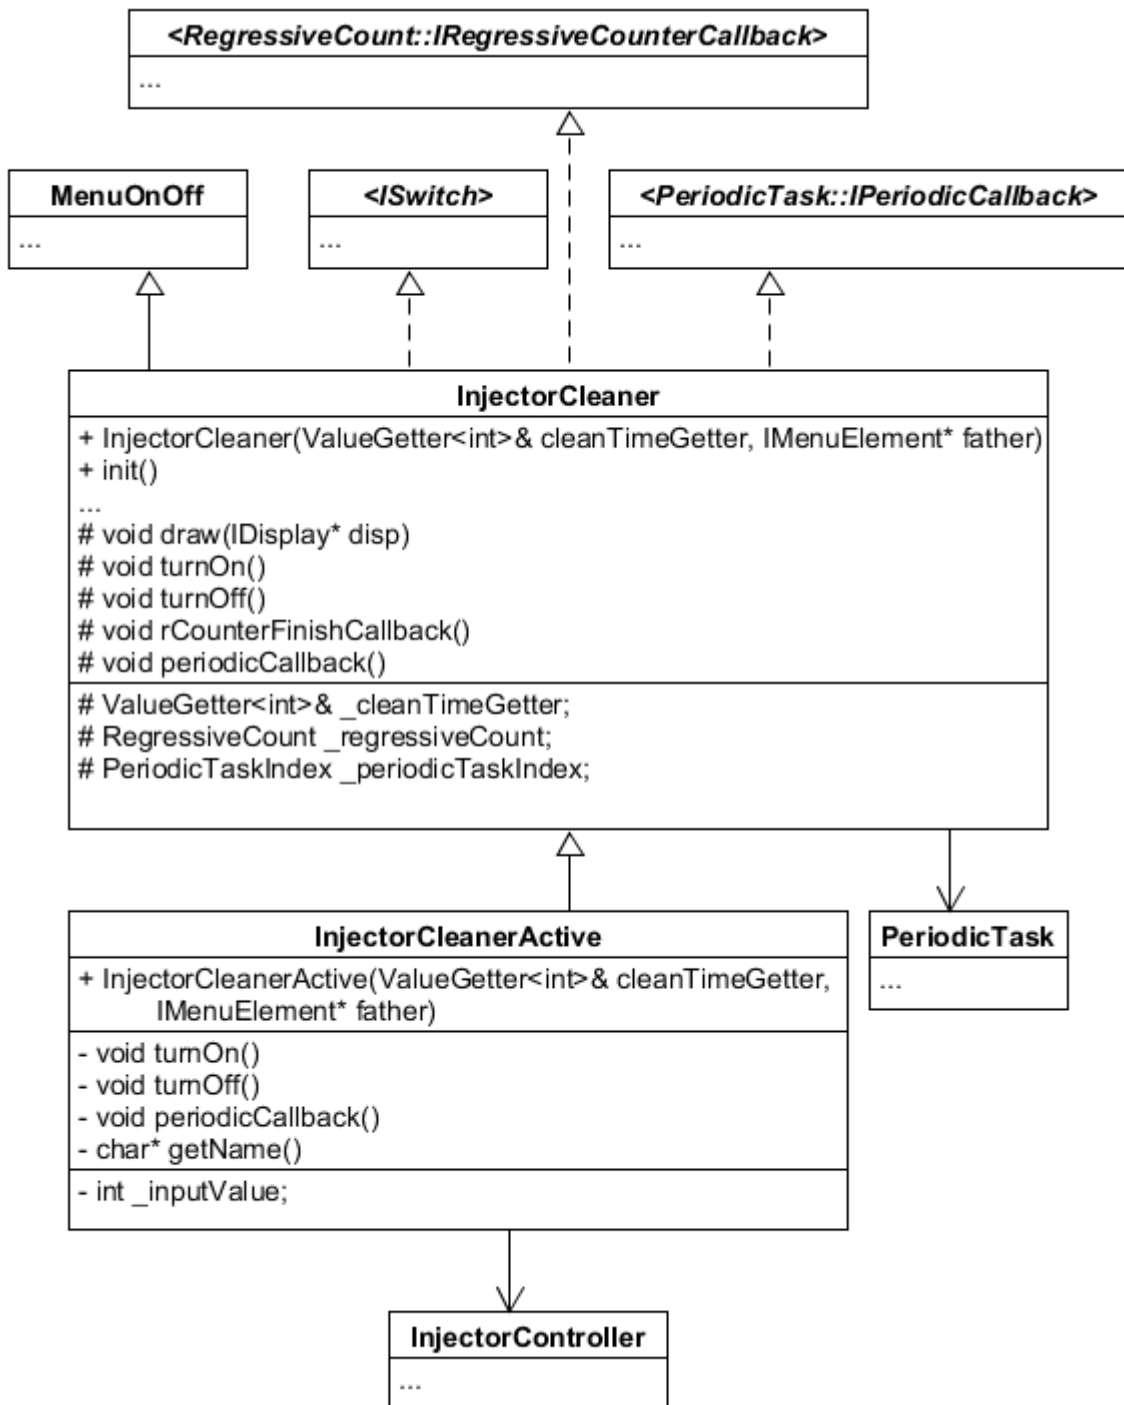 <RegressiveCount::IRegressiveCounterCallback>
...
MenuOnOff
...
<ISwitch>
...
<PeriodicTask::IPeriodicCallback>
...
InjectorCleaner
+ InjectorCleaner(ValueGetter<int>& cleanTimeGetter, IMenuElement* father)
+ init()
...
# void draw(IDisplay* disp)
# void turnOn()
# void turnOff()
# void rCounterFinishCallback()
# void periodicCallback()
# ValueGetter<int>& _cleanTimeGetter;
# RegressiveCount _regressiveCount;
# PeriodicTaskIndex _periodicTaskIndex;
InjectorCleanerActive
+ InjectorCleanerActive(ValueGetter<int>& cleanTimeGetter,
IMenuElement* father)
- void turnOn()
- void turnOff()
- void periodicCallback()
- char* getName()
- int _inputValue;
PeriodicTask
...
InjectorController
...